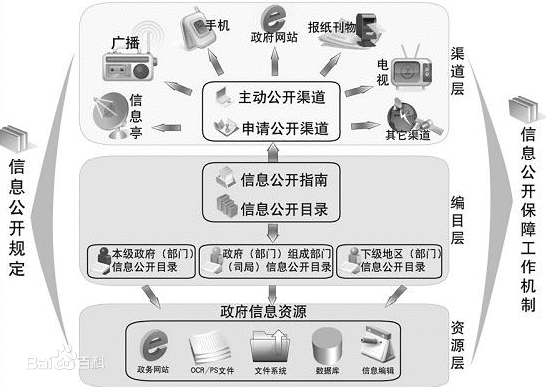 手机
政府网站
报纸刊物
广播
电视
信息亭
其它渠道
主动公开渠道
申请公开渠道
渠道层
信息公开规定
信息公开保障工作机制
信息公开指南
信息公开目录
编目层
本级政府（部门）
信息公开目录
政府（部门）组成部门
（司局）信息公开目录
下级地区（部门）
信息公开目录
政府信息资源
政务网站
OCR/PS文件
文件系统
数据库
信息编辑
资源层
Bai百科